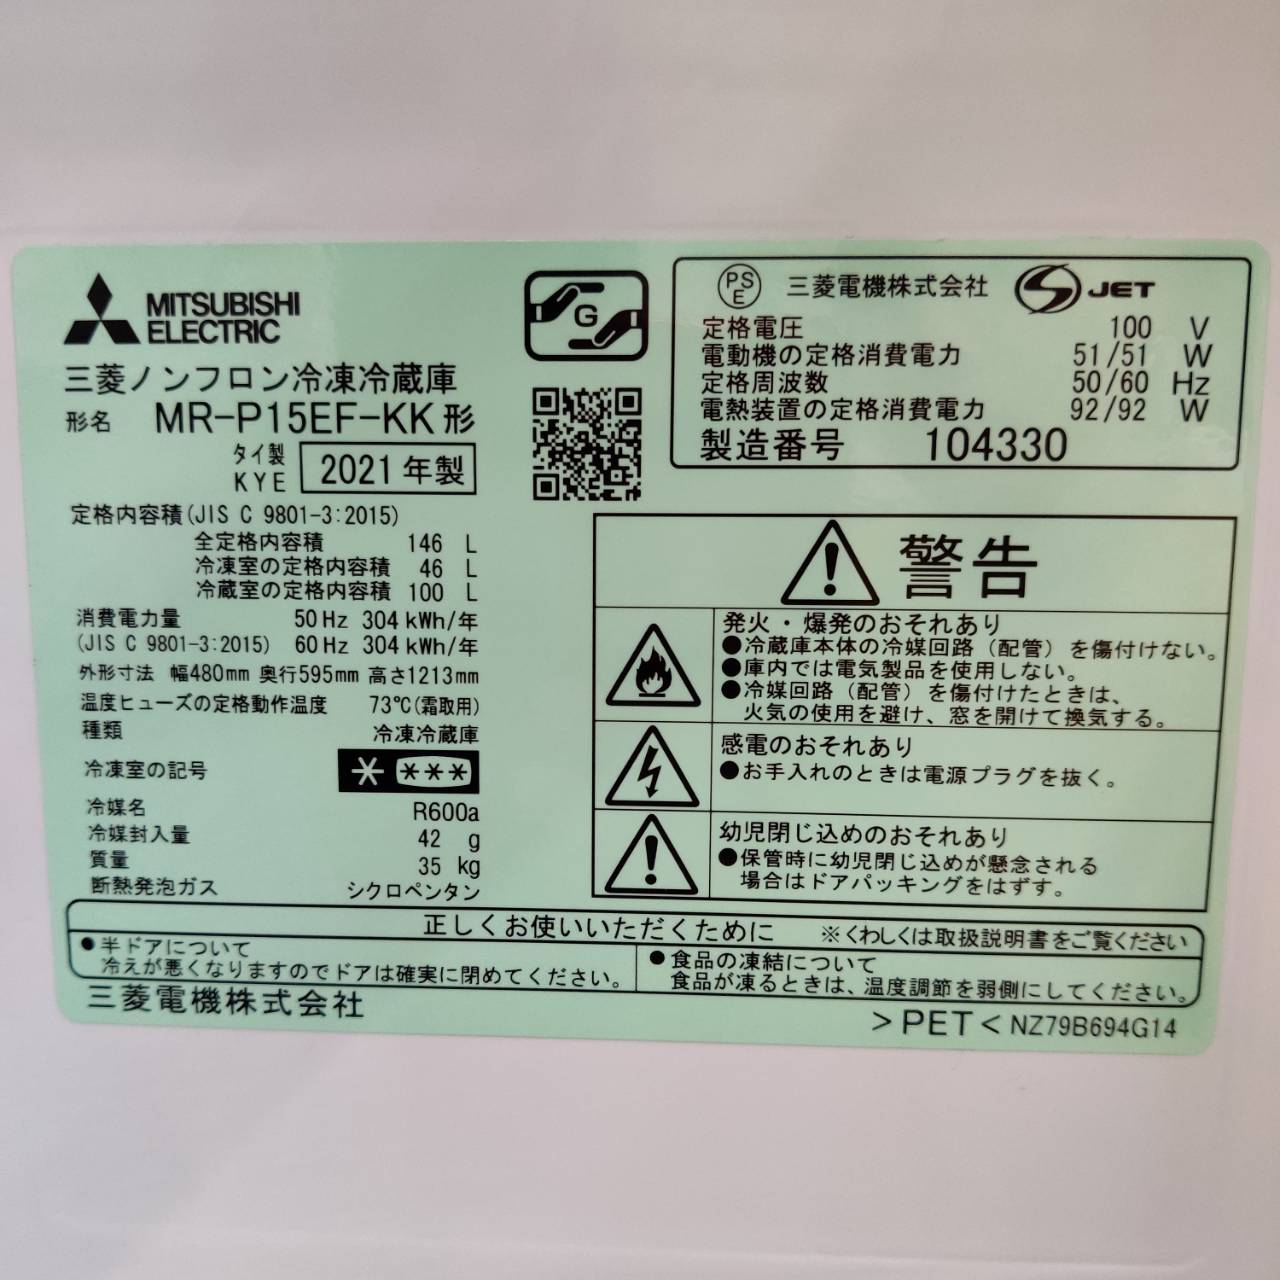 MITSUBISHI
ELECTRIC
三菱ノンフロン冷凍冷蔵庫
形名 MR-P15EF-KK形
タイ製
KYE
2021年製
G
定格内容積(JIS C 9801-3:2015)
全定格内容積 146 L
冷凍室の定格内容積 46 L
冷蔵室の定格内容積 100 L
消費電力量 50Hz 304kWh/年
(JIS C 9801-3:2015) 60Hz 304kWh/年
外形寸法 幅480mm 奥行595mm 高さ1213mm
温度ヒューズの定格動作温度 73℃(霜取用)
種類 冷凍冷蔵庫
冷凍室の記号 * ***
冷媒名 R600a
冷媒封入量 42 g
質量 35 kg
断熱発泡ガス シクロペンタン
PS
E
三菱電機株式会社 JET
定格電圧 100 V
電動機の定格消費電力 51/51 W
定格周波数 50/60 Hz
電熱装置の定格消費電力 92/92 W
製造番号 104330
警告
発火・爆発のおそれあり
●冷蔵庫本体の冷媒回路（配管）を傷付けない。
●庫内では電気製品を使用しない。
●冷媒回路（配管）を傷付けたときは、
火気の使用を避け、窓を開けて換気する。
感電のおそれあり
●お手入れのときは電源プラグを抜く。
幼児閉じ込めのおそれあり
●保管時に幼児閉じ込めが懸念される
場合はドアパッキングをはずす。
正しくお使いいただくために ※くわしくは取扱説明書をご覧ください
●半ドアについて
冷えが悪くなりますのでドアは確実に閉めてください。
●食品の凍結について
食品が凍るときは、温度調節を弱側にしてください。
三菱電機株式会社
>PET< NZ79B694G14